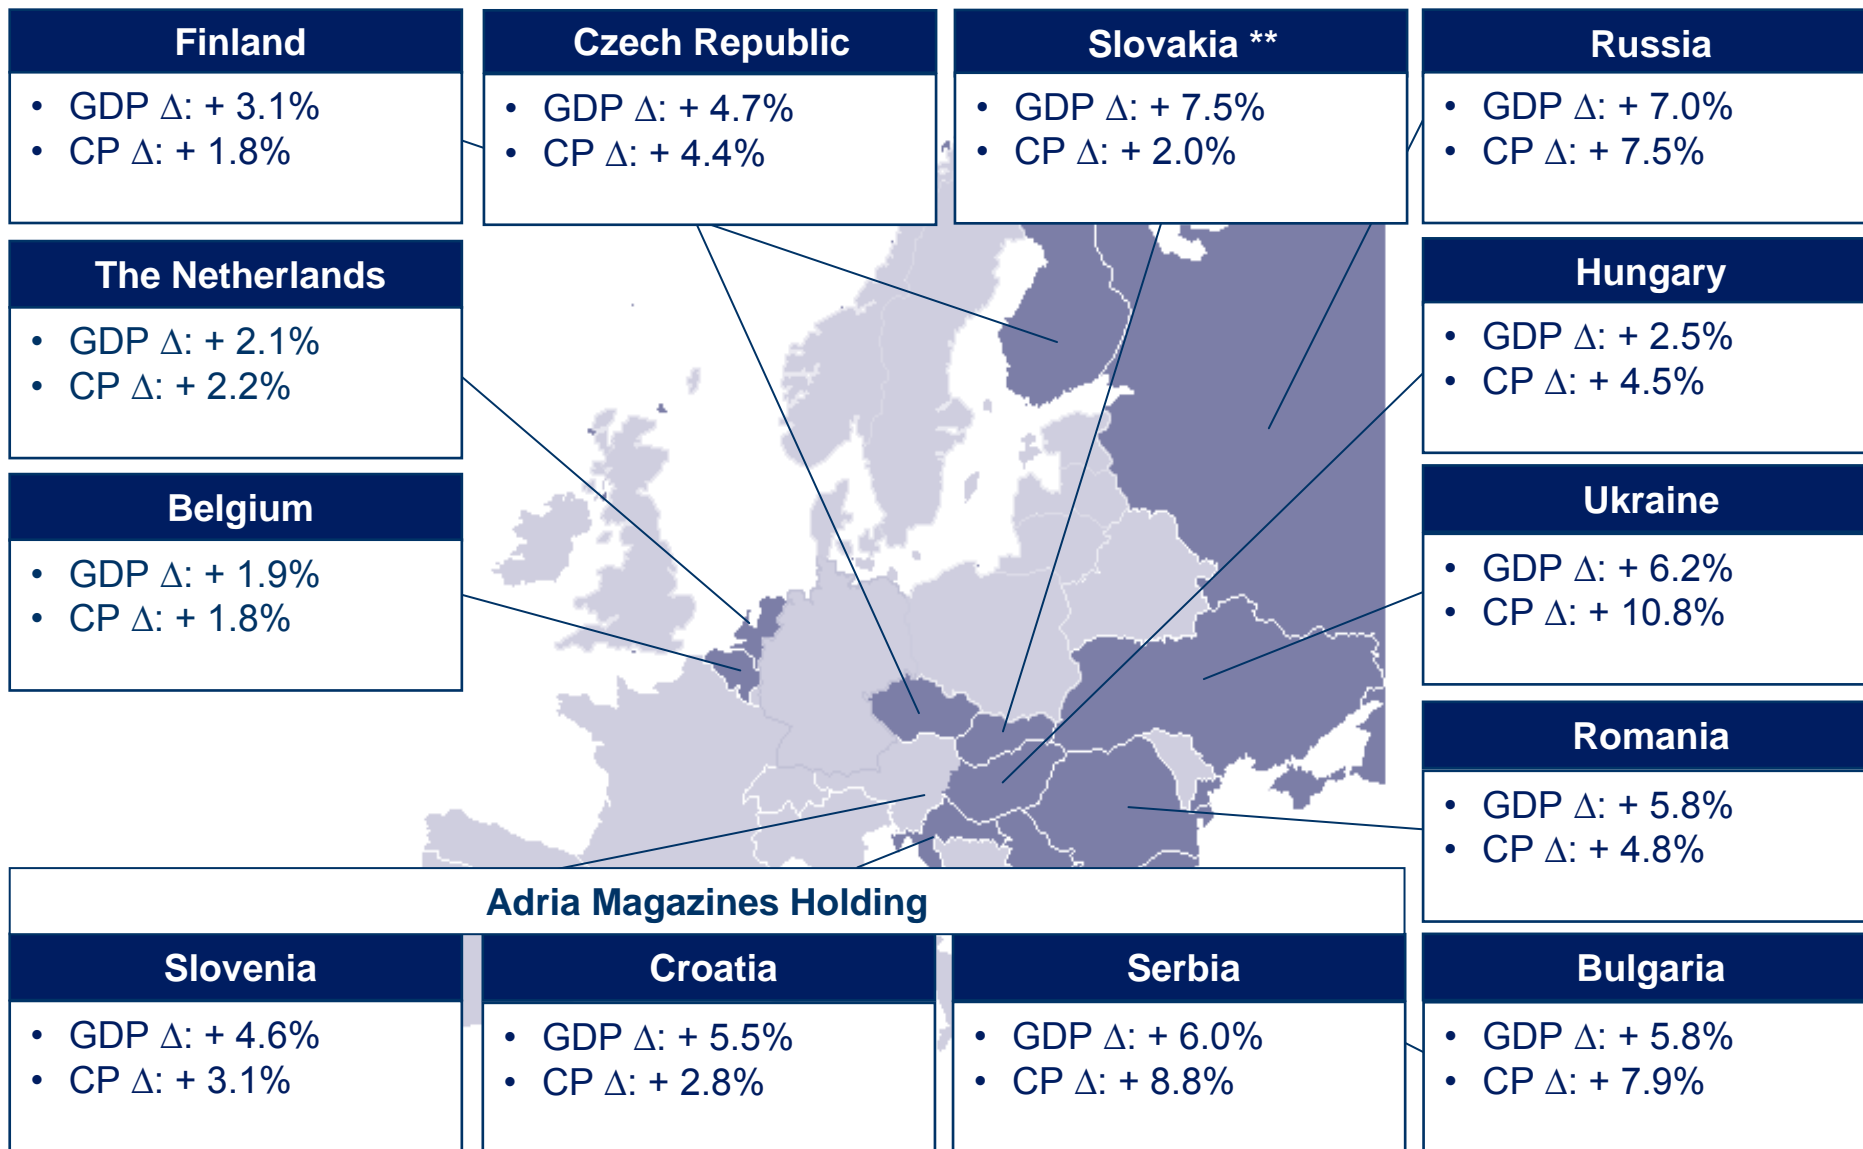 Finland
• GDP Δ: + 3.1%
• CP Δ: + 1.8%
Czech Republic
• GDP Δ: + 4.7%
• CP Δ: + 4.4%
Slovakia **
• GDP Δ: + 7.5%
• CP Δ: + 2.0%
Russia
• GDP Δ: + 7.0%
• CP Δ: + 7.5%
The Netherlands
• GDP Δ: + 2.1%
• CP Δ: + 2.2%
Hungary
• GDP Δ: + 2.5%
• CP Δ: + 4.5%
Belgium
• GDP Δ: + 1.9%
• CP Δ: + 1.8%
Ukraine
• GDP Δ: + 6.2%
• CP Δ: + 10.8%
Romania
• GDP Δ: + 5.8%
• CP Δ: + 4.8%
Adria Magazines Holding
Slovenia
• GDP Δ: + 4.6%
• CP Δ: + 3.1%
Croatia
• GDP Δ: + 5.5%
• CP Δ: + 2.8%
Serbia
• GDP Δ: + 6.0%
• CP Δ: + 8.8%
Bulgaria
• GDP Δ: + 5.8%
• CP Δ: + 7.9%